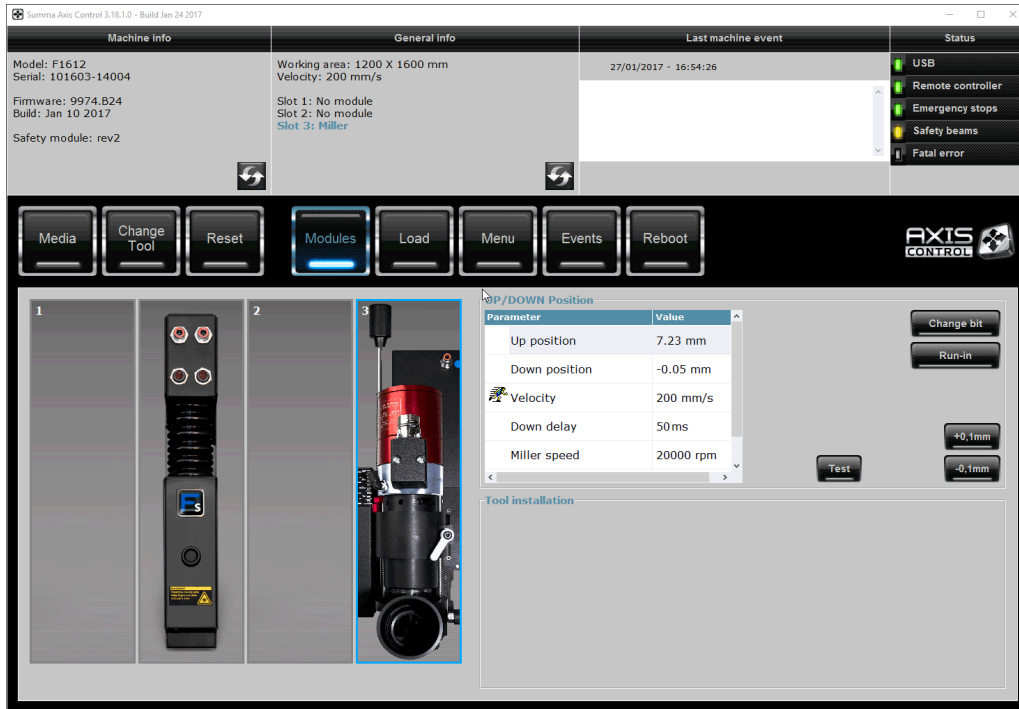 Summa Axis Control 3.18.1.0 - Build Jan 24 2017
Machine info
General info
Last machine event
Status
Model: F1612
Serial: 101603-14004
Firmware: 9974.B24
Build: Jan 10 2017
Safety module: rev2
Working area: 1200 X 1600 mm
Velocity: 200 mm/s
Slot 1: No module
Slot 2: No module
Slot 3: Miller
27/01/2017 - 16:54:26
USB
Remote controller
Emergency stops
Safety beams
Fatal error
Media
Change Tool
Reset
Modules
Load
Menu
Events
Reboot
AXIS
CONTROL
1
2
3
UP/DOWN Position
Parameter Value
Up position 7.23 mm
Down position -0.05 mm
Velocity 200 mm/s
Down delay 50ms
Miller speed 20000 rpm
Change bit
Run-in
+0,1mm
Test
-0,1mm
Tool installation